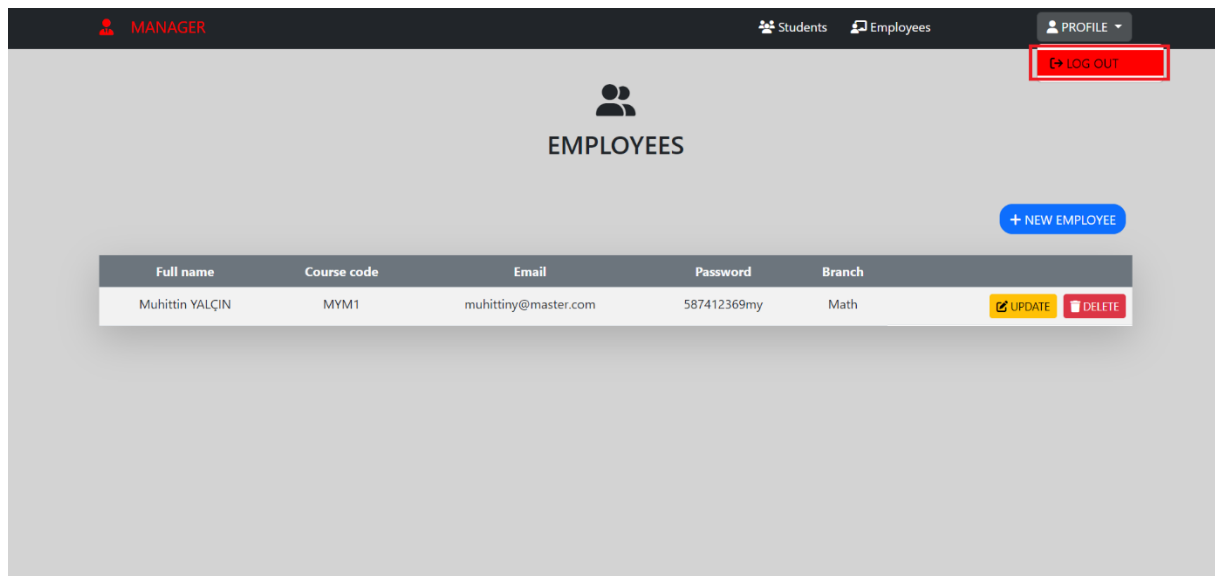 MANAGER Students Employees PROFILE
LOG OUT
EMPLOYEES
NEW EMPLOYEE
Full name Course code Email Password Branch
Muhittin YALÇIN MYM1 muhittiny@master.com 587412369my Math UPDATE DELETE